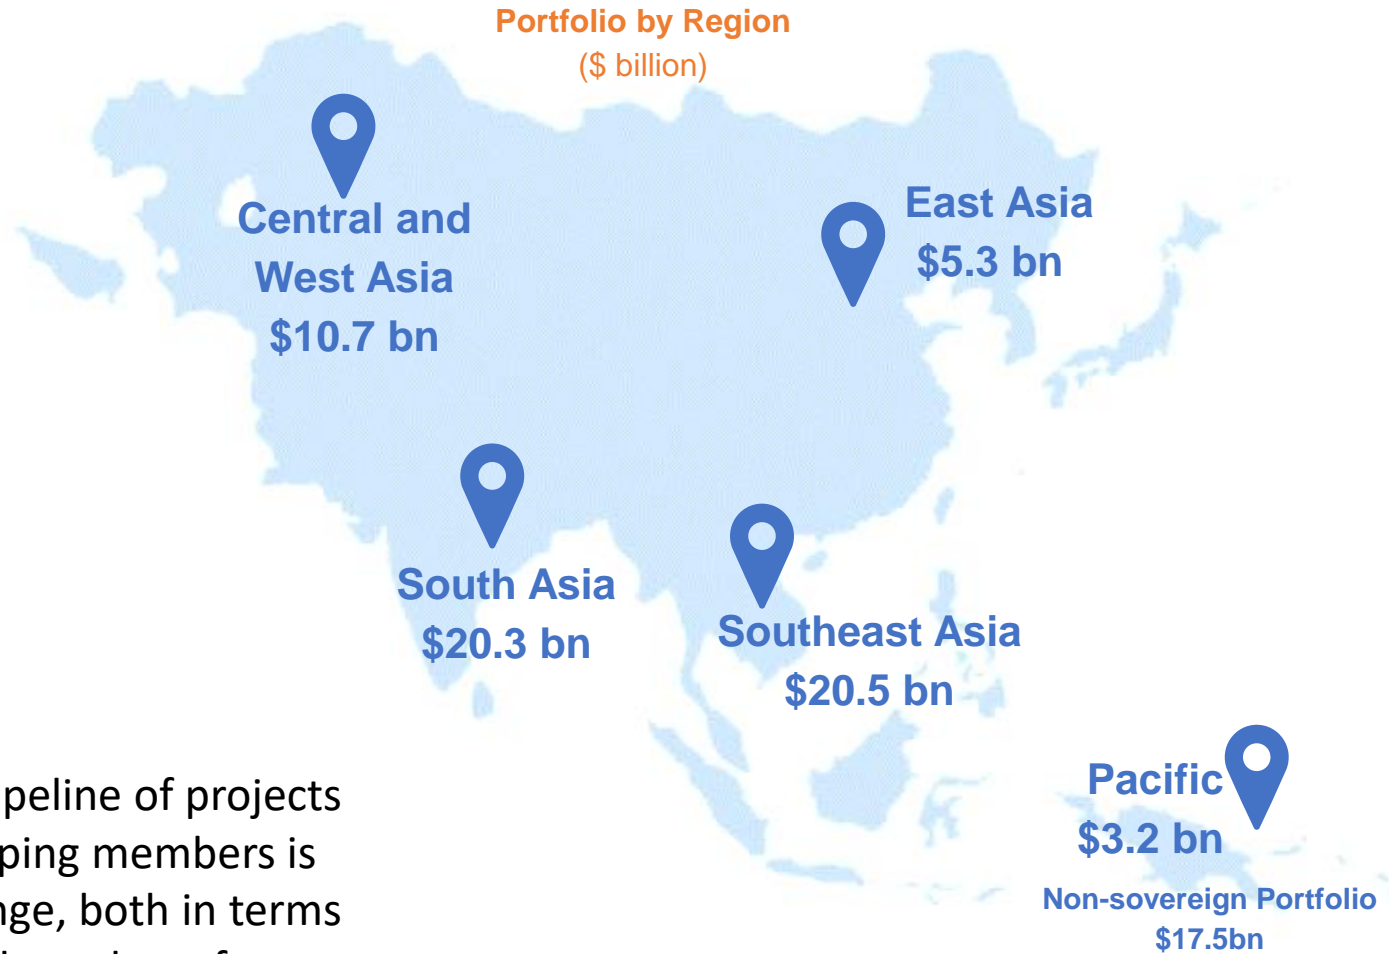 Portfolio by Region
($ billion)
Central and
West Asia
$10.7 bn
East Asia
$5.3 bn
South Asia
$20.3 bn
Southeast Asia
$20.5 bn
Pacific
$3.2 bn
Non-sovereign Portfolio
$17.5bn
peline of projects
ping members is
nge, both in terms